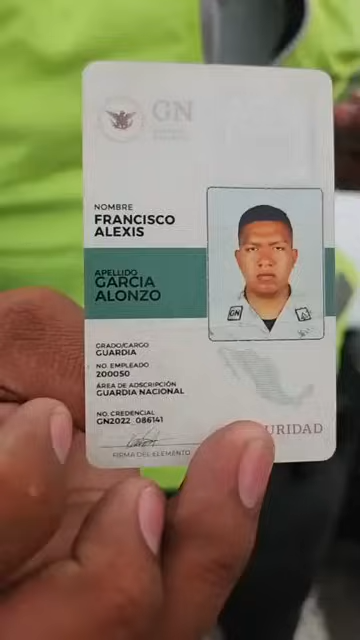 GN
NOMBRE
FRANCISCO
ALEXIS
APELLIDO
GARCIA
ALONZO
GRADO/CARGO
GUARDIA
NO. EMPLEADO
200050
ÁREA DE ADSCRIPCIÓN
GUARDIA NACIONAL
NO. CREDENCIAL
GN2022_086141
FIRMA DEL ELEMENTO
GN
URIDAD